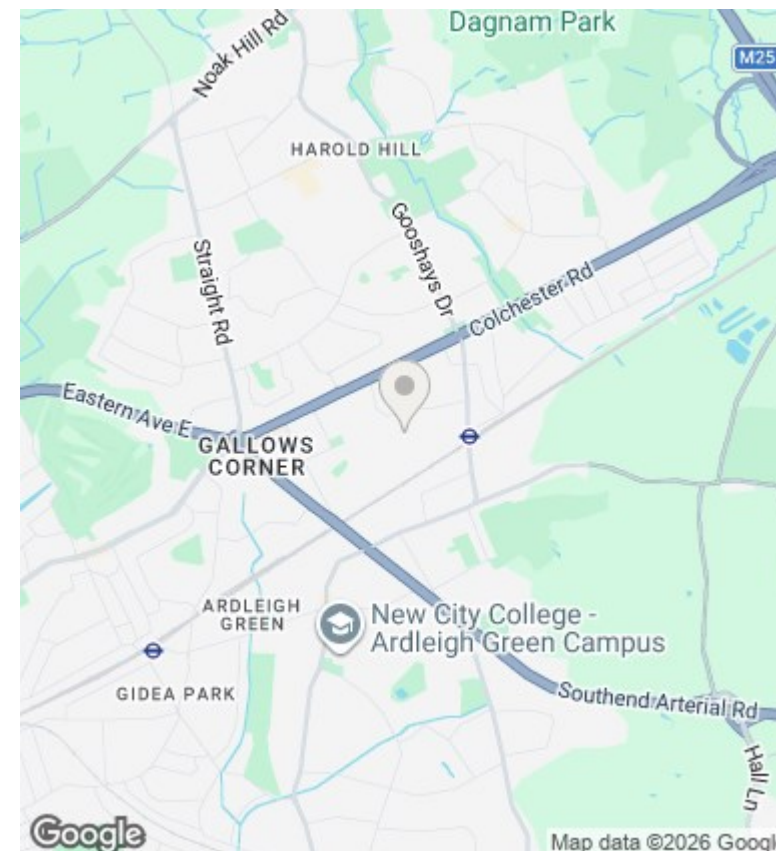 Dagnam Park
Noak Hill Rd
M25
HAROLD HILL
Gooshays Dr
Straight Rd
Colchester Rd
Eastern Ave E
GALLOWS
CORNER
ARDLEIGH
GREEN
New City College -
Ardleigh Green Campus
GIDEA PARK
Southend Arterial Rd
Hall Ln
Google
Map data ©2026 Googl